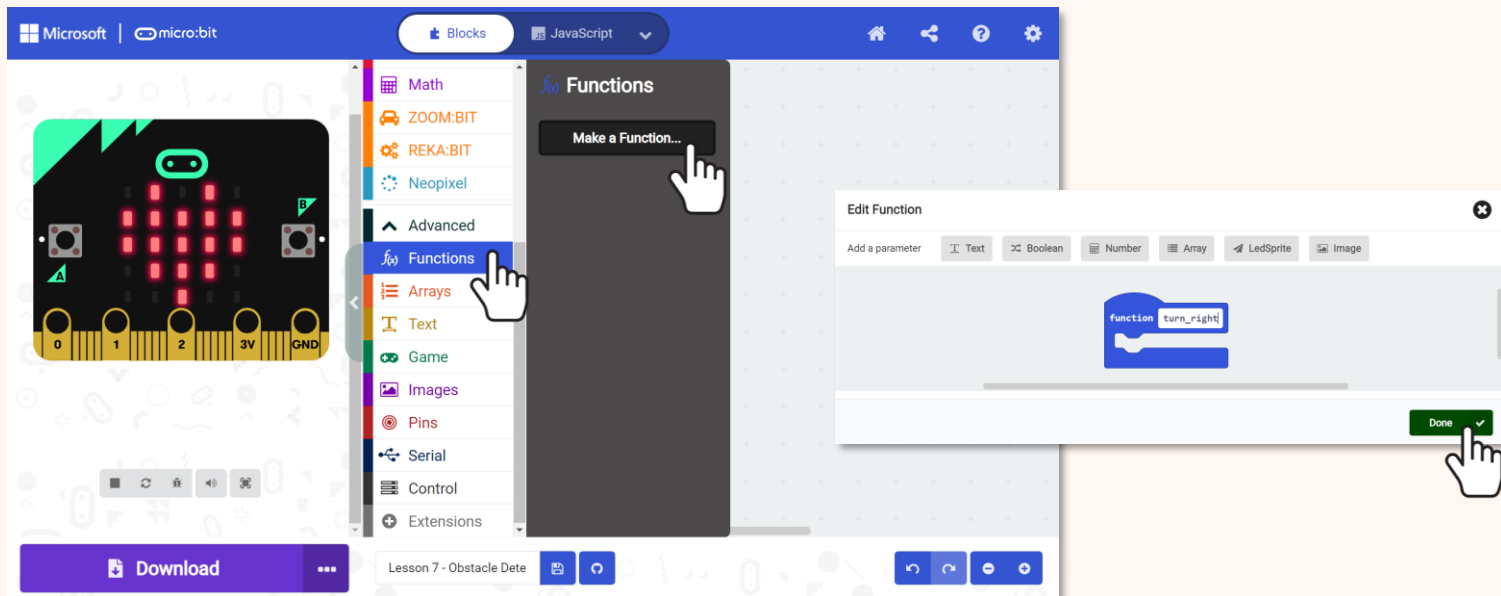 Microsoft | micro:bit
Blocks
JS JavaScript
Math
ZOOM:BIT
REKA:BIT
Neopixel
Advanced
f(x) Functions
Arrays
Text
Game
Images
Pins
Serial
Control
Extensions
f(x) Functions
Make a Function...
B
A
0 1 2 3V GND
Download
Lesson 7 - Obstacle Dete
Edit Function
Add a parameter Text Boolean Number Array LedSprite Image
function turn_right
Done